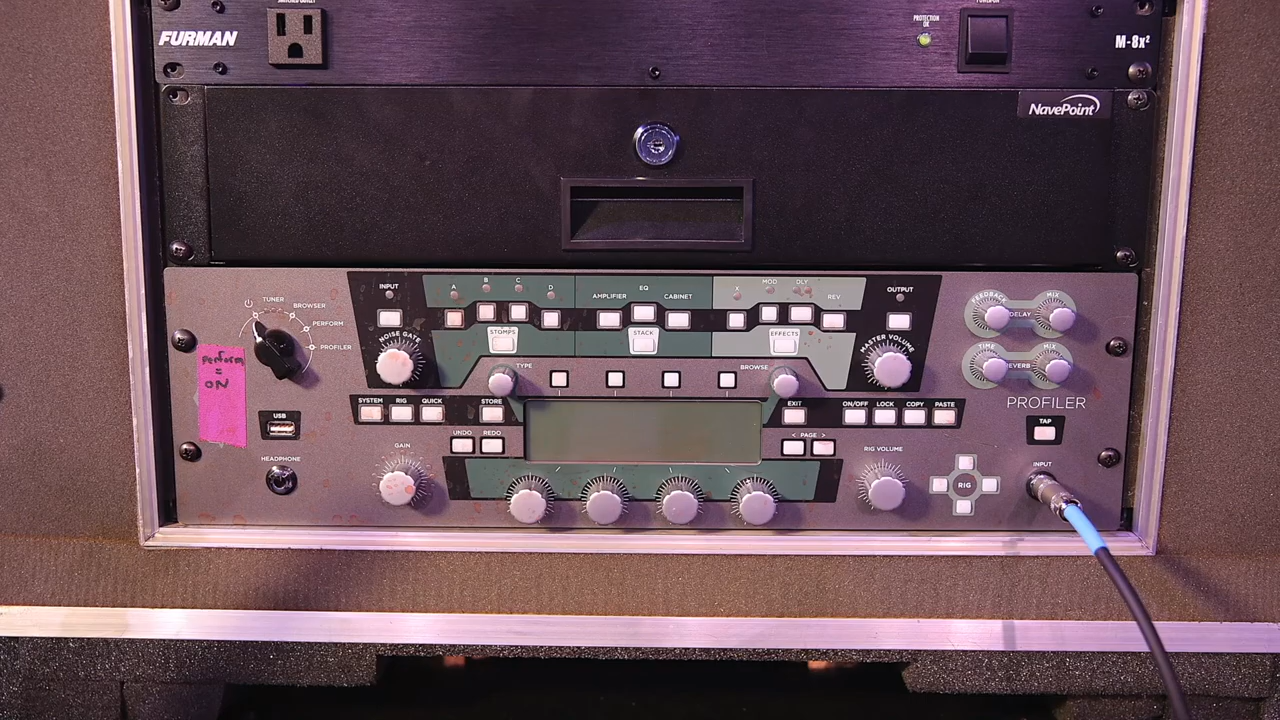 SWITCHED OUTLET
FURMAN
PROTECTION
OK
M-8x²
NavePoint
TUNER
BROWSER
PERFORM
PROFILER
perform
=
ON
USB
HEADPHONE
INPUT
NOISE GATE
A B C D
STOMPS
AMPLIFIER EQ CABINET
STACK
X MOD DLY REV
EFFECTS
OUTPUT
MASTER VOLUME
FEEDBACK MIX
DELAY
TIME MIX
REVERB
PROFILER
TYPE
BROWSE
SYSTEM RIG QUICK STORE
UNDO REDO
EXIT ON/OFF LOCK COPY PASTE
< PAGE >
GAIN
RIG VOLUME
RIG
TAP
INPUT